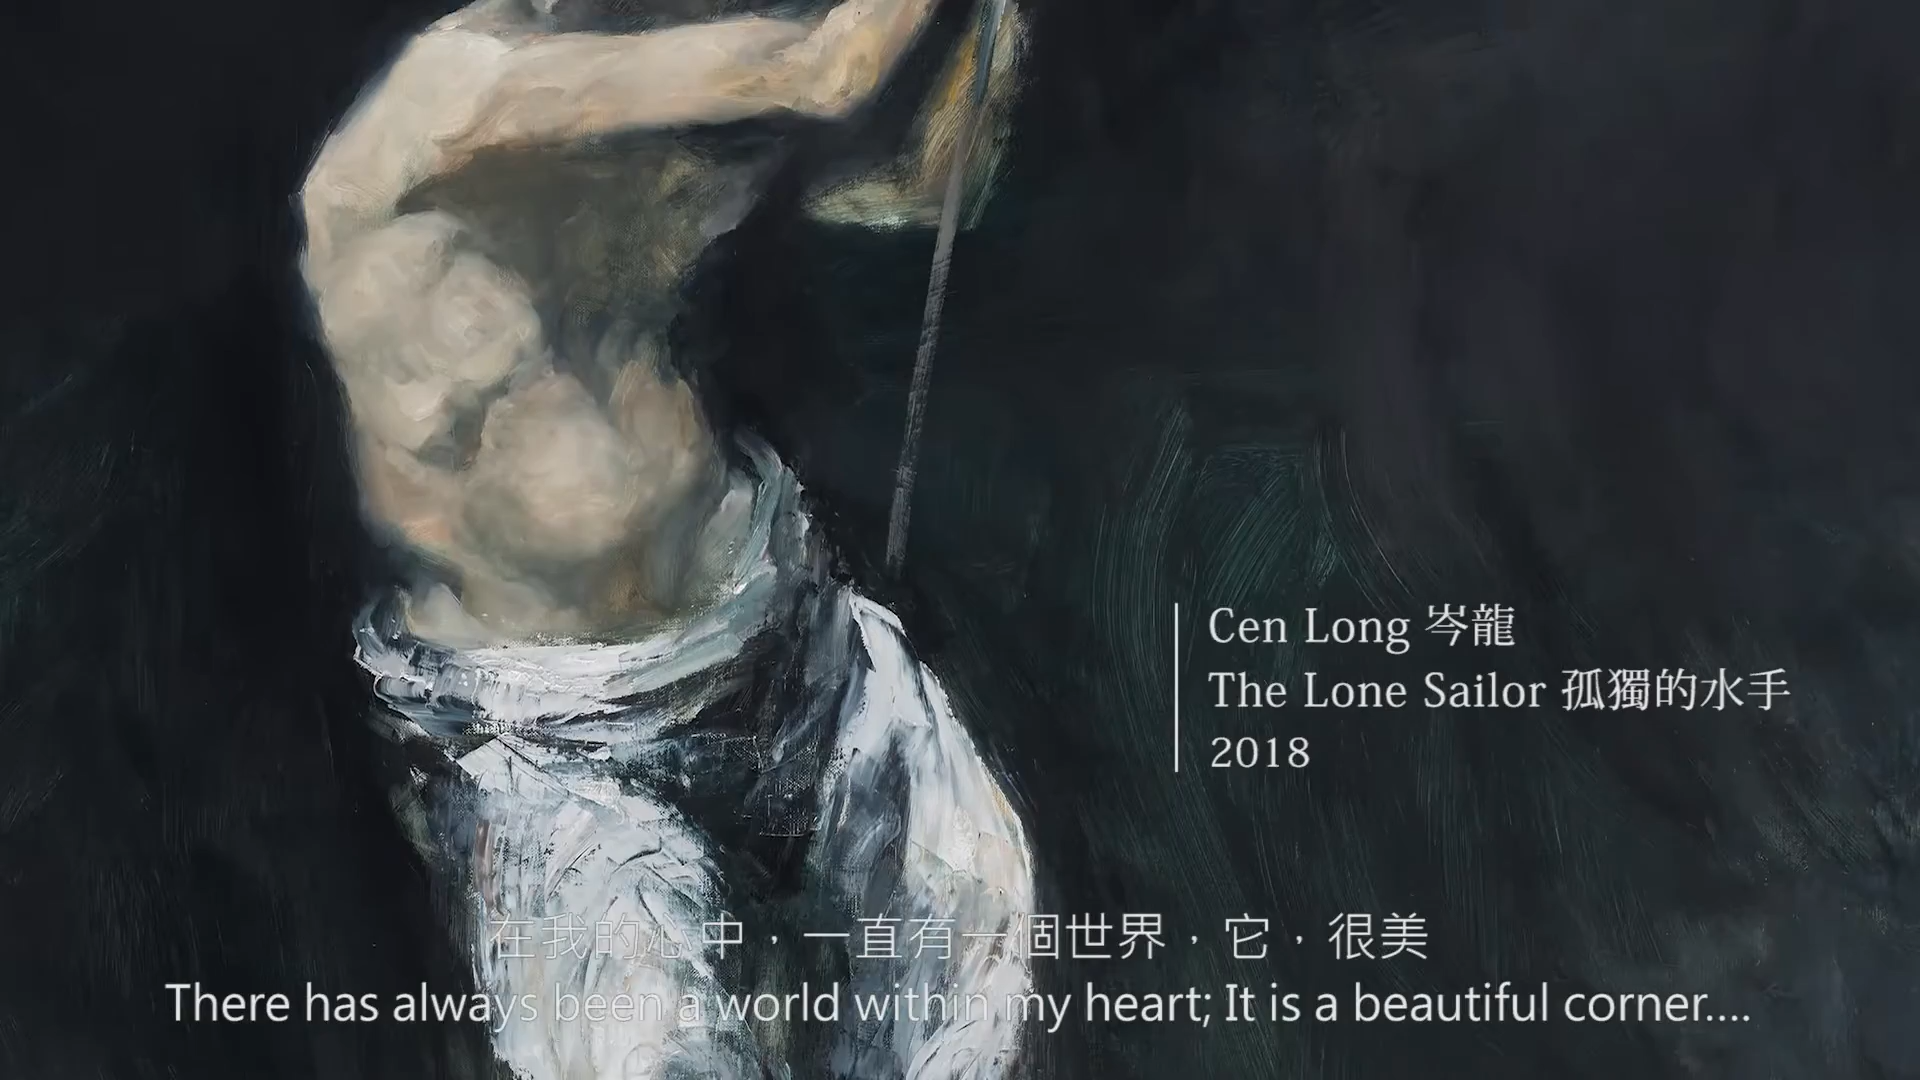 Cen Long 岑龍
The Lone Sailor 孤獨的水手
2018
在我的心中，一直有一個世界，它，很美
There has always been a world within my heart; It is a beautiful corner....